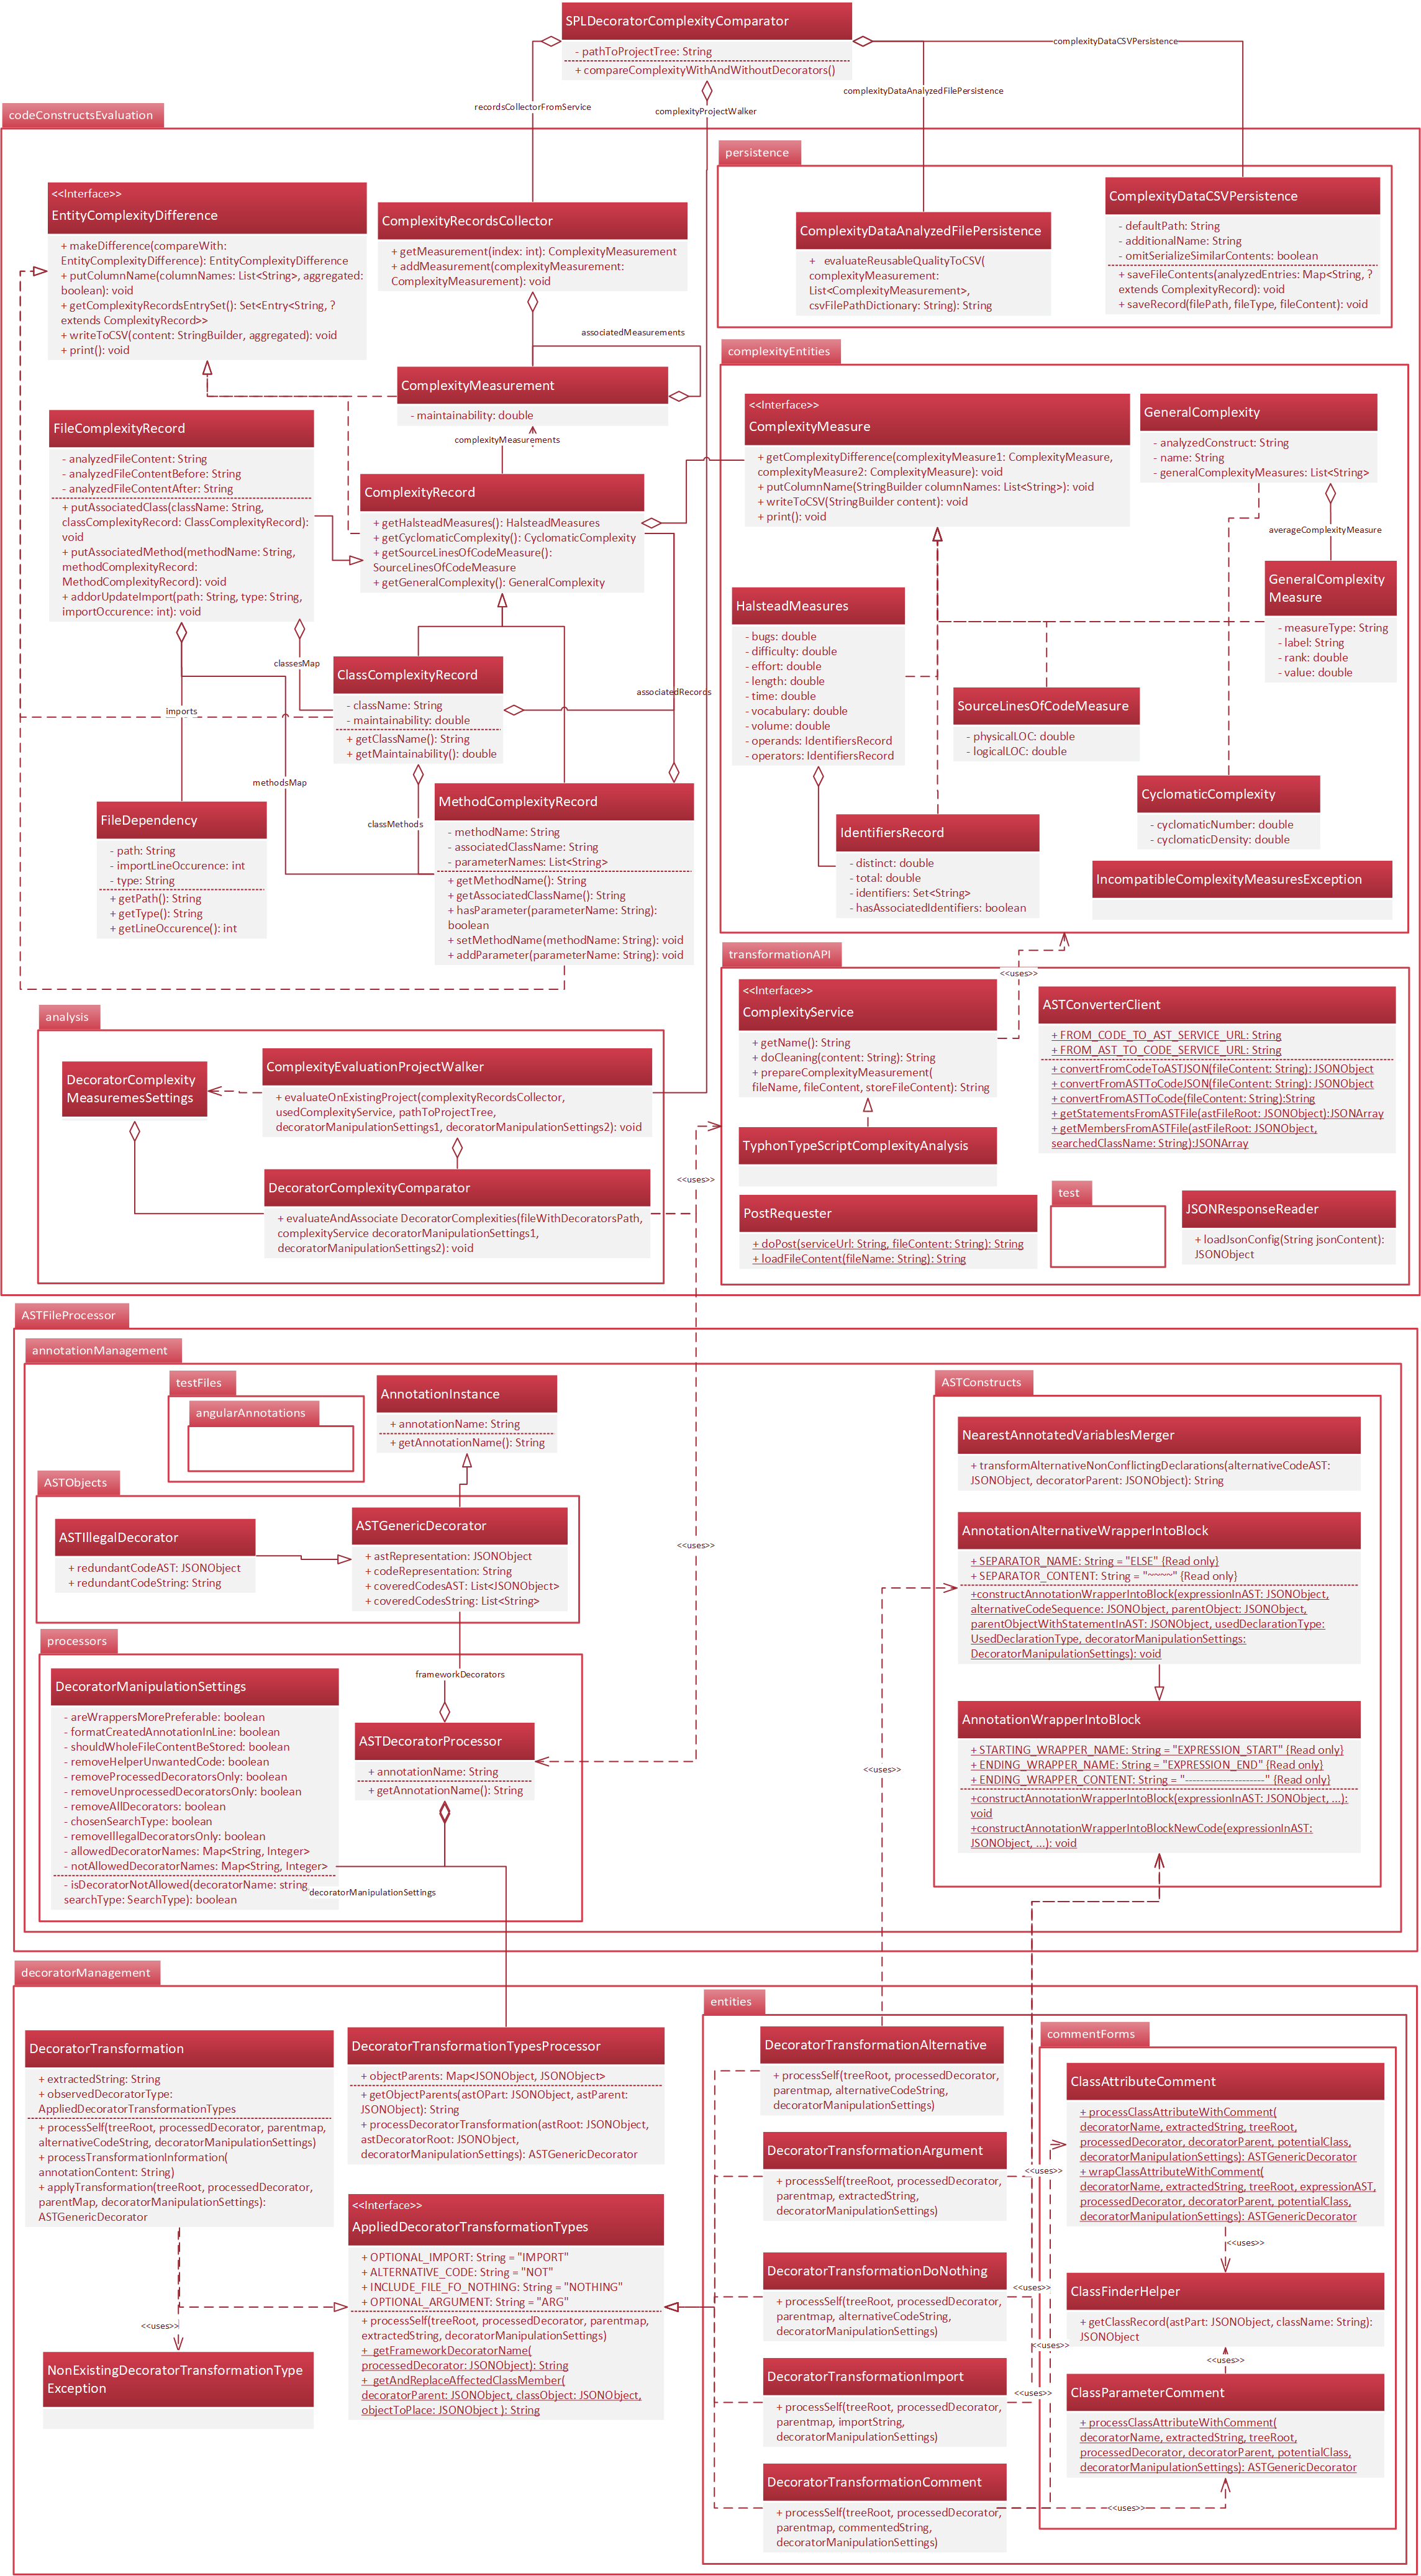 SPLDecoratorComplexityComparator
- pathToProjectTree: String
+ compareComplexityWithAndWithoutDecorators()
complexityDataCSVPersistence
complexityDataAnalyzedFilePersistence
recordsCollectorFromService
complexityProjectWalker
codeConstructsEvaluation
<<Interface>>
EntityComplexityDifference
+ makeDifference(compareWith:
EntityComplexityDifference): EntityComplexityDifference
+ putColumnName(columnNames: List<String>, aggregated:
boolean): void
+ getComplexityRecordsEntrySet(): Set<Entry<String, ?
extends ComplexityRecord>>
+ writeToCSV(content: StringBuilder, aggregated): void
+ print(): void
ComplexityRecordsCollector
+ getMeasurement(index: int): ComplexityMeasurement
+ addMeasurement(complexityMeasurement:
ComplexityMeasurement): void
associatedMeasurements
ComplexityMeasurement
- maintainability: double
complexityMeasurements
FileComplexityRecord
- analyzedFileContent: String
- analyzedFileContentBefore: String
- analyzedFileContentAfter: String
+ putAssociatedClass(className: String,
classComplexityRecord: ClassComplexityRecord):
void
+ putAssociatedMethod(methodName: String,
methodComplexityRecord:
MethodComplexityRecord): void
+ addorUpdateImport(path: String, type: String,
importOccurence: int): void
ComplexityRecord
+ getHalsteadMeasures(): HalsteadMeasures
+ getCyclomaticComplexity(): CyclomaticComplexity
+ getSourceLinesOfCodeMeasure():
SourceLinesOfCodeMeasure
+ getGeneralComplexity(): GeneralComplexity
classesMap
ClassComplexityRecord
- className: String
- maintainability: double
+ getClassName(): String
+ getMaintainability(): double
associatedRecords
imports
methodsMap
classMethods
FileDependency
- path: String
- importLineOccurence: int
- type: String
+ getPath(): String
+ getType(): String
+ getLineOccurence(): int
MethodComplexityRecord
- methodName: String
- associatedClassName: String
- parameterNames: List<String>
+ getMethodName(): String
+ getAssociatedClassName(): String
+ hasParameter(parameterName: String):
boolean
+ setMethodName(methodName: String): void
+ addParameter(parameterName: String): void
persistence
ComplexityDataAnalyzedFilePersistence
+ evaluateReusableQualityToCSV(
complexityMeasurement:
List<ComplexityMeasurement>,
csvFilePathDictionary: String): String
ComplexityDataCSVPersistence
- defaultPath: String
- additionalName: String
- omitSerializeSimilarContents: boolean
+ saveFileContents(analyzedEntries: Map<String, ?
extends ComplexityRecord): void
+ saveRecord(filePath, fileType, fileContent): void
complexityEntities
<<Interface>>
ComplexityMeasure
+ getComplexityDifference(complexityMeasure1: ComplexityMeasure,
complexityMeasure2: ComplexityMeasure): void
+ putColumnName(StringBuilder columnNames: List<String>): void
+ writeToCSV(StringBuilder content): void
+ print(): void
GeneralComplexity
- analyzedConstruct: String
- name: String
- generalComplexityMeasures: List<String>
averageComplexityMeasure
GeneralComplexity
Measure
- measureType: String
- label: String
- rank: double
- value: double
HalsteadMeasures
- bugs: double
- difficulty: double
- effort: double
- length: double
- time: double
- vocabulary: double
- volume: double
- operands: IdentifiersRecord
- operators: IdentifiersRecord
SourceLinesOfCodeMeasure
- physicalLOC: double
- logicalLOC: double
CyclomaticComplexity
- cyclomaticNumber: double
- cyclomaticDensity: double
IdentifiersRecord
- distinct: double
- total: double
- identifiers: Set<String>
- hasAssociatedIdentifiers: boolean
IncompatibleComplexityMeasuresException
transformationAPI
<<uses>>
<<Interface>>
ComplexityService
+ getName(): String
+ doCleaning(content: String): String
+ prepareComplexityMeasurement(
fileName, fileContent, storeFileContent): String
ASTConverterClient
+ FROM_CODE_TO_AST_SERVICE_URL: String
+ FROM_AST_TO_CODE_SERVICE_URL: String
+ convertFromCodeToASTJSON(fileContent: String): JSONObject
+ convertFromASTToCodeJSON(fileContent: String): JSONObject
+ convertFromASTToCode(fileContent: String):String
+ getStatementsFromASTFile(astFileRoot: JSONObject):JSONArray
+ getMembersFromASTFile(astFileRoot: JSONObject,
searchedClassName: String):JSONArray
TyphonTypeScriptComplexityAnalysis
PostRequester
+ doPost(serviceUrl: String, fileContent: String): String
+ loadFileContent(fileName: String): String
test
JSONResponseReader
+ loadJsonConfig(String jsonContent):
JSONObject
analysis
DecoratorComplexity
MeasuremesSettings
ComplexityEvaluationProjectWalker
+ evaluateOnExistingProject(complexityRecordsCollector,
usedComplexityService, pathToProjectTree,
decoratorManipulationSettings1, decoratorManipulationSettings2): void
DecoratorComplexityComparator
+ evaluateAndAssociate DecoratorComplexities(fileWithDecoratorsPath,
complexityService decoratorManipulationSettings1,
decoratorManipulationSettings2): void
<<uses>>
ASTFileProcessor
annotationManagement
testFiles
angularAnnotations
AnnotationInstance
+ annotationName: String
+ getAnnotationName(): String
ASTObjects
ASTIllegalDecorator
+ redundantCodeAST: JSONObject
+ redundantCodeString: String
ASTGenericDecorator
+ astRepresentation: JSONObject
+ codeRepresentation: String
+ coveredCodesAST: List<JSONObject>
+ coveredCodesString: List<String>
<<uses>>
processors
frameworkDecorators
DecoratorManipulationSettings
- areWrappersMorePreferable: boolean
- formatCreatedAnnotationInLine: boolean
- shouldWholeFileContentBeStored: boolean
- removeHelperUnwantedCode: boolean
- removeProcessedDecoratorsOnly: boolean
- removeUnprocessedDecoratorsOnly: boolean
- removeAllDecorators: boolean
- chosenSearchType: boolean
- removeIllegalDecoratorsOnly: boolean
- allowedDecoratorNames: Map<String, Integer>
- notAllowedDecoratorNames: Map<String, Integer>
- isDecoratorNotAllowed(decoratorName: string,
searchType: SearchType): boolean
ASTDecoratorProcessor
+ annotationName: String
+ getAnnotationName(): String
decoratorManipulationSettings
ASTConstructs
NearestAnnotatedVariablesMerger
+ transformAlternativeNonConflictingDeclarations(alternativeCodeAST:
JSONObject, decoratorParent: JSONObject): String
AnnotationAlternativeWrapperIntoBlock
+ SEPARATOR_NAME: String = "ELSE" {Read only}
+ SEPARATOR_CONTENT: String = "~~~~" {Read only}
+constructAnnotationWrapperIntoBlock(expressionInAST: JSONObject,
alternativeCodeSequence: JSONObject, parentObject: JSONObject,
parentObjectWithStatementInAST: JSONObject, usedDeclarationType:
UsedDeclarationType, decoratorManipulationSettings:
DecoratorManipulationSettings): void
AnnotationWrapperIntoBlock
+ STARTING_WRAPPER_NAME: String = "EXPRESSION_START" {Read only}
+ ENDING_WRAPPER_NAME: String = "EXPRESSION_END" {Read only}
+ ENDING_WRAPPER_CONTENT: String = "---------------------" {Read only}
+constructAnnotationWrapperIntoBlock(expressionInAST: JSONObject, ...):
void
+constructAnnotationWrapperIntoBlockNewCode(expressionInAST:
JSONObject, ...): void
<<uses>>
decoratorManagement
DecoratorTransformation
+ extractedString: String
+ observedDecoratorType:
AppliedDecoratorTransformationTypes
+ processSelf(treeRoot, processedDecorator, parentmap,
alternativeCodeString, decoratorManipulationSettings)
+ processTransformationInformation(
annotationContent: String)
+ applyTransformation(treeRoot, processedDecorator,
parentMap, decoratorManipulationSettings):
ASTGenericDecorator
<<uses>>
NonExistingDecoratorTransformationType
Exception
DecoratorTransformationTypesProcessor
+ objectParents: Map<JSONObject, JSONObject>
+ getObjectParents(astOPart: JSONObject, astParent:
JSONObject): String
+ processDecoratorTransformation(astRoot: JSONObject,
astDecoratorRoot: JSONObject,
decoratorManipulationSettings): ASTGenericDecorator
<<Interface>>
AppliedDecoratorTransformationTypes
+ OPTIONAL_IMPORT: String = "IMPORT"
+ ALTERNATIVE_CODE: String = "NOT"
+ INCLUDE_FILE_FO_NOTHING: String = "NOTHING"
+ OPTIONAL_ARGUMENT: String = "ARG"
+ processSelf(treeRoot, processedDecorator, parentmap,
extractedString, decoratorManipulationSettings)
+ getFrameworkDecoratorName(
processedDecorator: JSONObject): String
+ getAndReplaceAffectedClassMember(
decoratorParent: JSONObject, classObject: JSONObject,
objectToPlace: JSONObject ): String
entities
DecoratorTransformationAlternative
+ processSelf(treeRoot, processedDecorator,
parentmap, alternativeCodeString,
decoratorManipulationSettings)
DecoratorTransformationArgument
+ processSelf(treeRoot, processedDecorator,
parentmap, extractedString,
decoratorManipulationSettings)
<<uses>>
DecoratorTransformationDoNothing
+ processSelf(treeRoot, processedDecorator,
parentmap, alternativeCodeString,
decoratorManipulationSettings)
<<uses>>
<<uses>>
DecoratorTransformationImport
+ processSelf(treeRoot, processedDecorator,
parentmap, importString,
decoratorManipulationSettings)
<<uses>>
DecoratorTransformationComment
+ processSelf(treeRoot, processedDecorator,
parentmap, commentedString,
decoratorManipulationSettings)
<<uses>>
commentForms
ClassAttributeComment
+ processClassAttributeWithComment(
decoratorName, extractedString, treeRoot,
processedDecorator, decoratorParent, potentialClass,
decoratorManipulationSettings): ASTGenericDecorator
+ wrapClassAttributeWithComment(
decoratorName, extractedString, treeRoot, expressionAST,
processedDecorator, decoratorParent, potentialClass,
decoratorManipulationSettings): ASTGenericDecorator
<<uses>>
ClassFinderHelper
+ getClassRecord(astPart: JSONObject, className: String):
JSONObject
<<uses>>
ClassParameterComment
+ processClassAttributeWithComment(
decoratorName, extractedString, treeRoot,
processedDecorator, decoratorParent, potentialClass,
decoratorManipulationSettings): ASTGenericDecorator